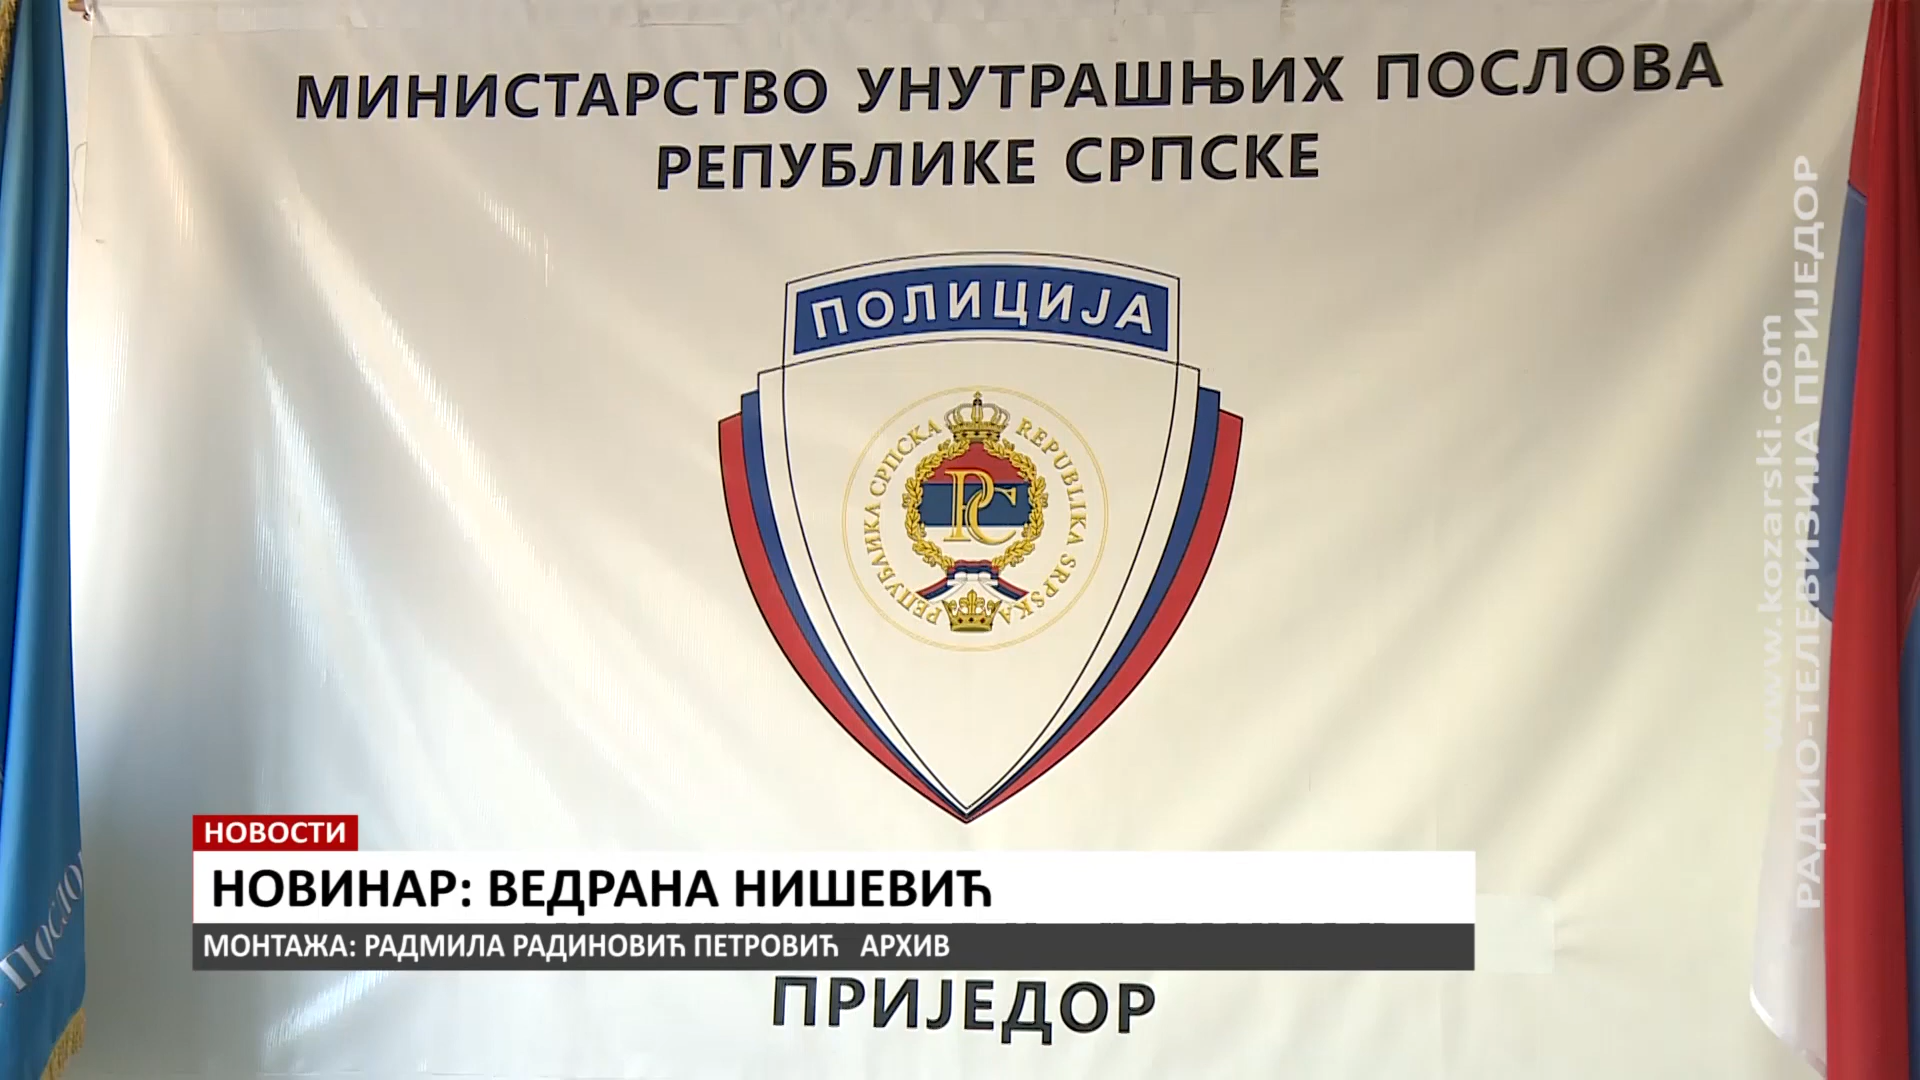 МИНИСТАРСТВО УНУТРАШЊИХ ПОСЛОВА
РЕПУБЛИКЕ СРПСКЕ
ПОЛИЦИЈА
РЕПУБЛИКА СРПСКА REPUBLIKA SRPSKA
РС
www.kozarski.com
РАДИО-ТЕЛЕВИЗИЈА ПРИЈЕДОР
НОВОСТИ
НОВИНАР: ВЕДРАНА НИШЕВИЋ
МОНТАЖА: РАДМИЛА РАДИНОВИЋ ПЕТРОВИЋ АРХИВ
ПРИЈЕДОР